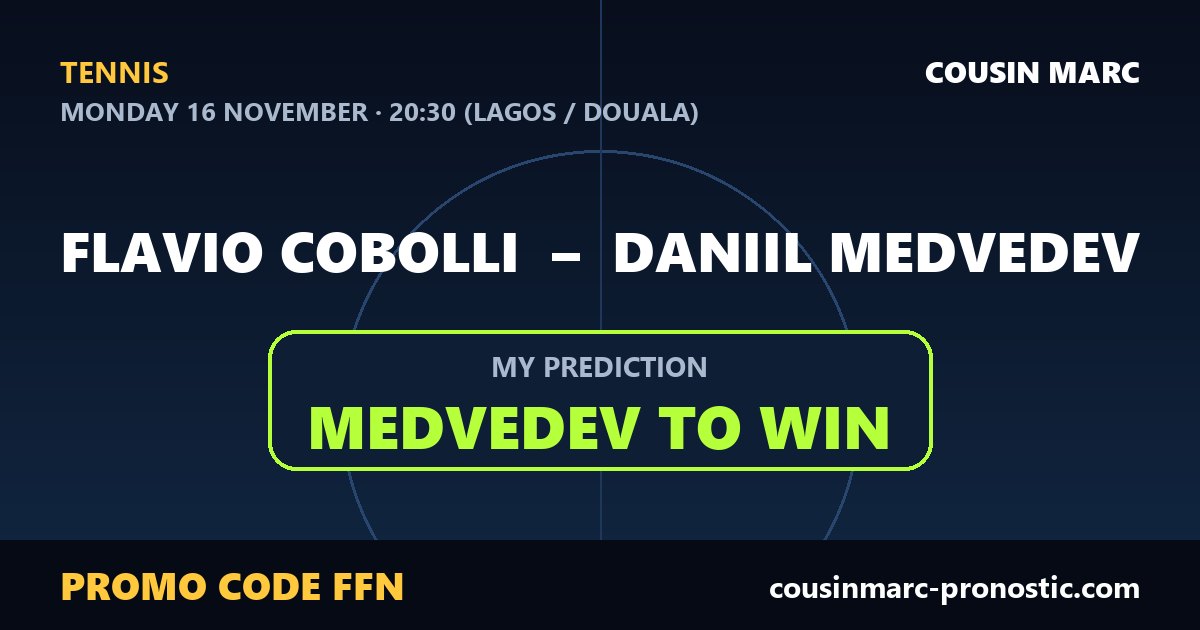 TENNIS
COUSIN MARC
MONDAY 16 NOVEMBER · 20:30 (LAGOS / DOUALA)
FLAVIO COBOLLI – DANIIL MEDVEDEV
MY PREDICTION
MEDVEDEV TO WIN
PROMO CODE FFN
cousinmarc-pronostic.com